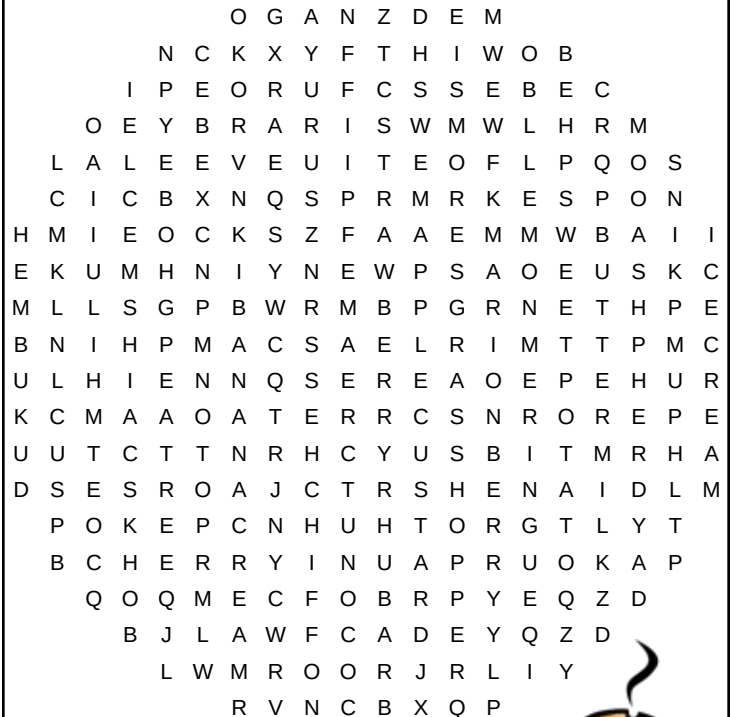 O G A N Z D E M
N C K X Y F T H I W O B
I P E O R U F C S S E B E C
O E Y B R A R I S W M W L H R M
L A L E E V E U I T E O F L P Q O S
C I C B X N Q S P R M R K E S P O N
H M I E O C K S Z F A A E M M W B A I I
E K U M H N I Y N E W P S A O E U S K C
M L L S G P B W R M B P G R N E T H P E
B N I H P M A C S A E L R I M T T P M C
U L H I E N N Q S E R E A O E P E H U R
K C M A A O A T E R R C S N R O R E P E
U U T C T T N R H C Y U S B I T M R H A
D S E S R O A J C T R S H E N A I D L M
P O K E P C N H U H T O R G T L Y T
B C H E R R Y I N U A P R U O K A P
Q O Q M E C F O B R P Y E Q Z D
B J L A W F C A D E Y Q Z D
L W M R O O R J R L I Y
R V N C B X Q P